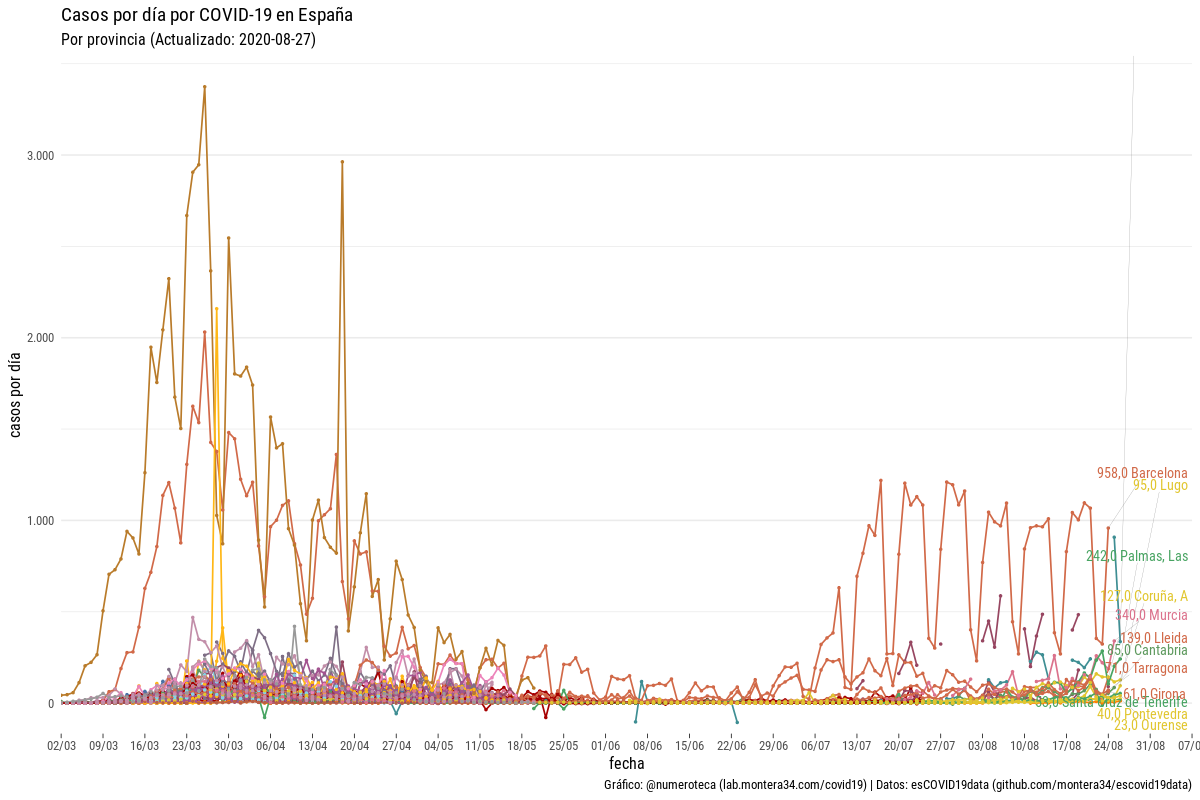 Casos por día por COVID-19 en España
Por provincia (Actualizado: 2020-08-27)
casos por día
3.000
2.000
1.000
0
958,0 Barcelona
95,0 Lugo
242,0 Palmas, Las
127,0 Coruña, A
340,0 Murcia
139,0 Lleida
85,0 Cantabria
Tarragona
61,0 Girona
33,0 Santa Cruz de Tenerife
40,0 Pontevedra
23,0 Ourense
02/03 09/03 16/03 23/03 30/03 06/04 13/04 20/04 27/04 04/05 11/05 18/05 25/05 01/06 08/06 15/06 22/06 29/06 06/07 13/07 20/07 27/07 03/08 10/08 17/08 24/08 31/08 07/0
fecha
Gráfico: @numeroteca (lab.montera34.com/covid19) | Datos: esCOVID19data (github.com/montera34/escovid19data)